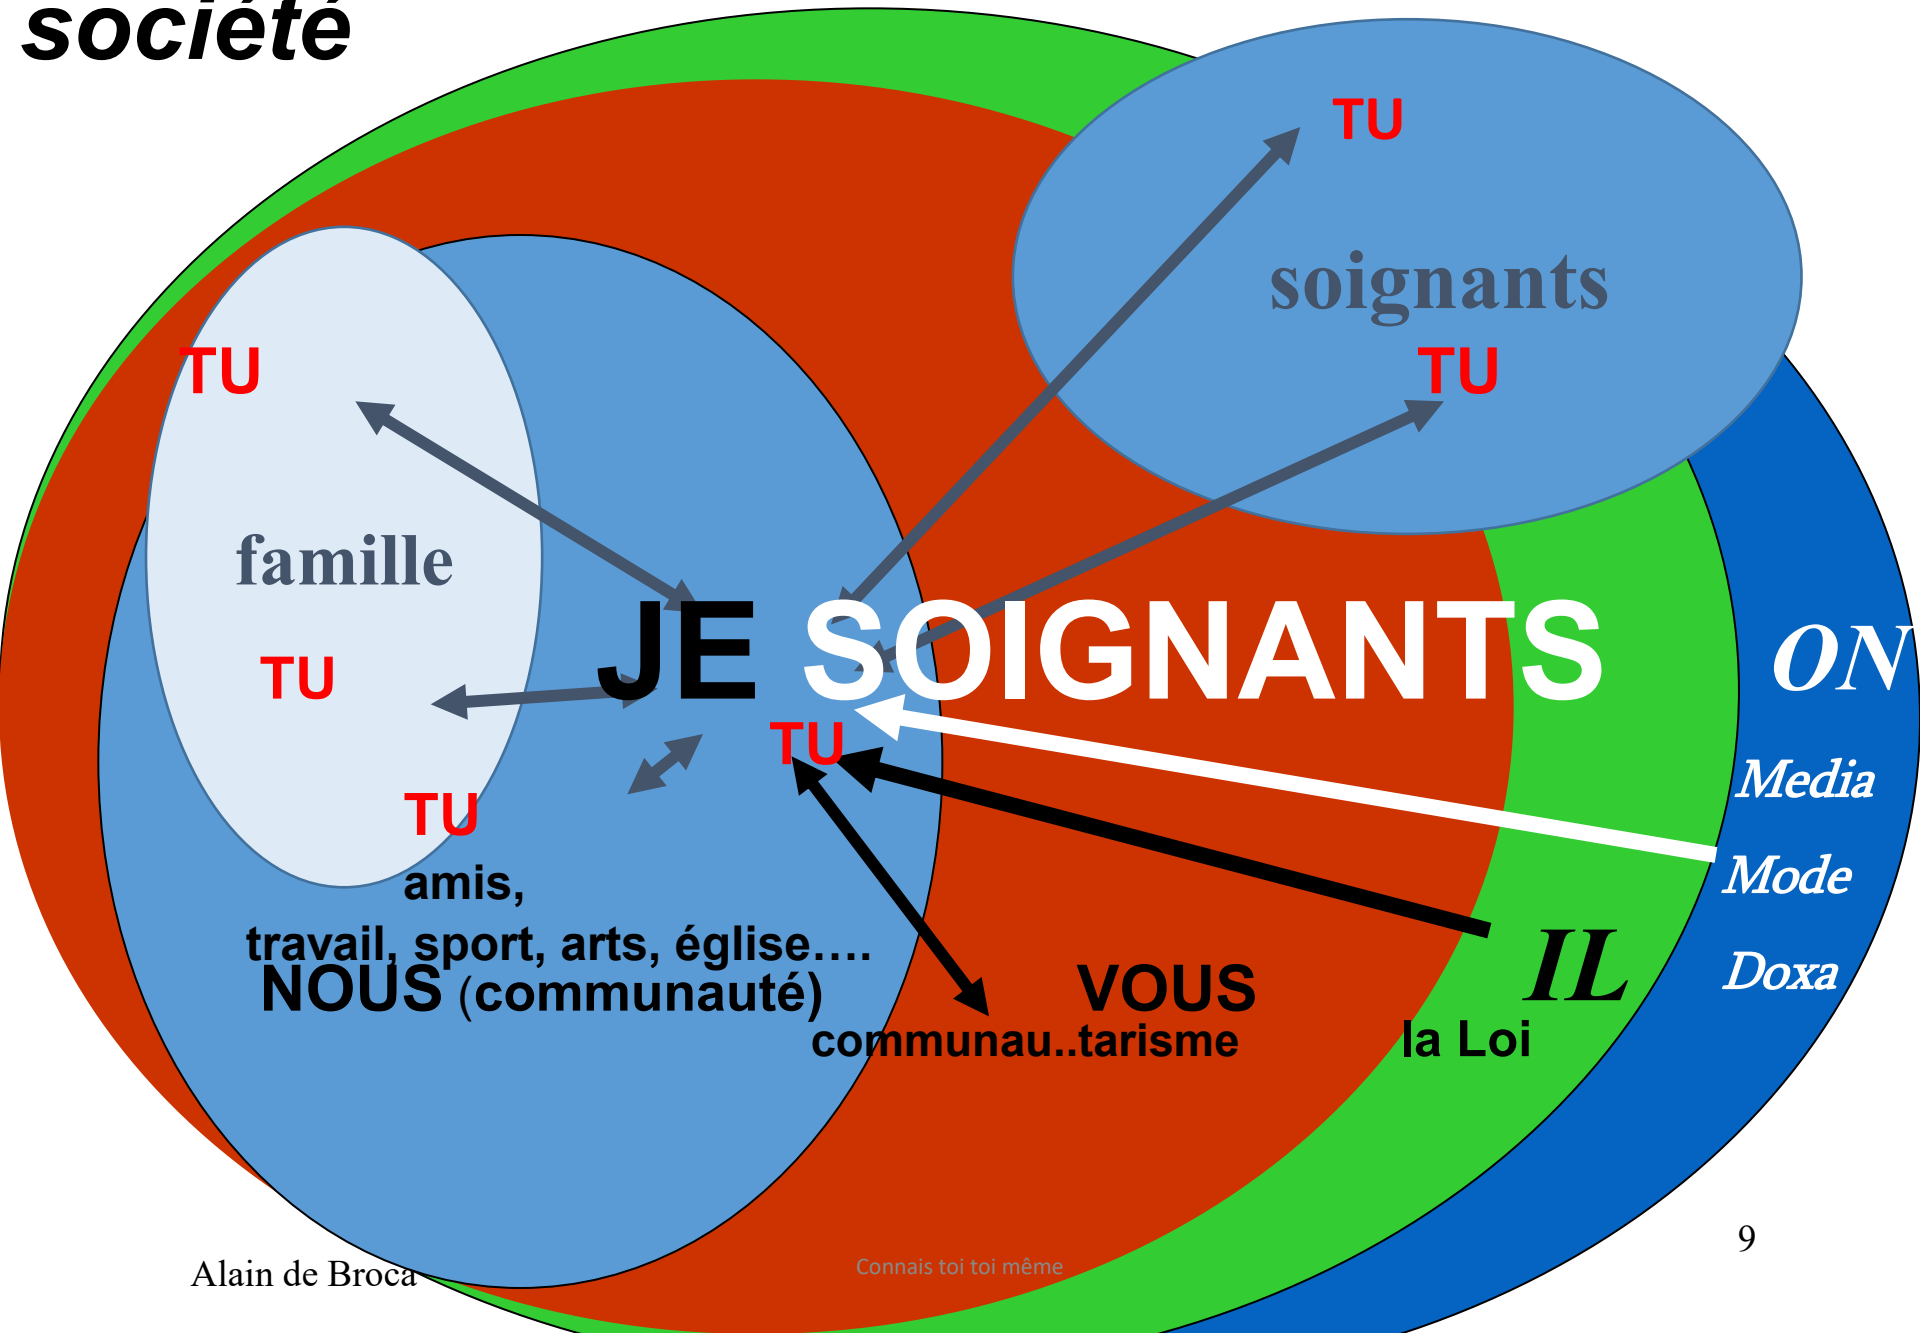 société
TU
soignants
TU
TU
famille
JE SOIGNANTS
ON
TU
TU
Media
TU
amis,
Mode
travail, sport, arts, église….
NOUS (communauté)
VOUS
IL
Doxa
communau..tarisme
la Loi
9
Alain de Broca
Connais toi toi même